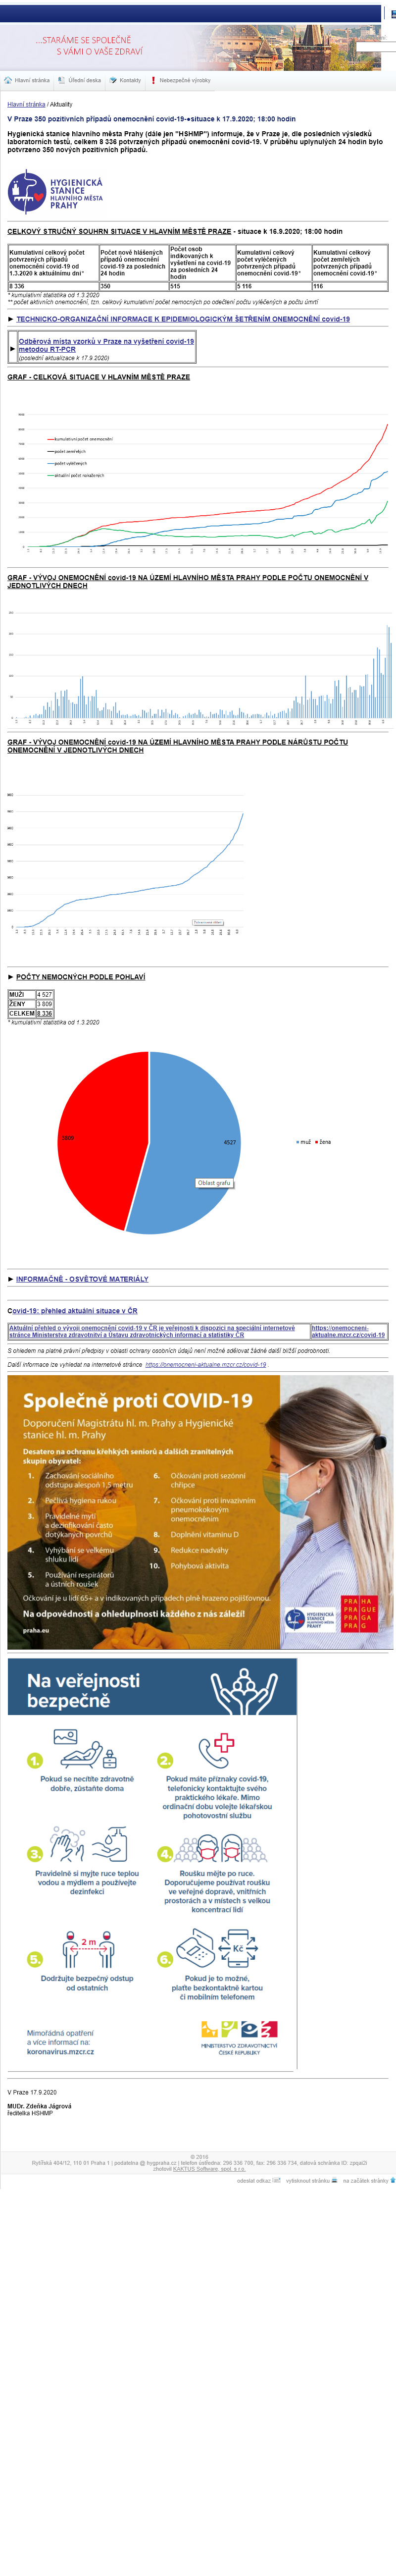 ...STARÁME SE SPOLEČNĚ
S VÁMI O VAŠE ZDRAVÍ
Hlavní stránka
Úřední deska
Kontakty
Nebezpečné výrobky
Hlavní stránka / Aktuality
V Praze 350 pozitivních případů onemocnění covid-19-esituace k 17.9.2020; 18:00 hodin
Hygienická stanice hlavního města Prahy (dále jen "HSHMP") informuje, že v Praze je, dle posledních výsledků
laboratorních testů, celkem 8 336 potvrzených případů onemocnění covid-19. V průběhu uplynulých 24 hodin bylo
potvrzeno 350 nových pozitivních případů.
HYGIENICKÁ
STANICE
HLAVNÍHO MĚSTA
PRAHY
CELKOVÝ STRUČNÝ SOUHRN SITUACE V HLAVNÍM MĚSTĚ PRAZE - situace k 16.9.2020; 18:00 hodin
Kumulativní celkový
počet potvrzených
případů onemocnění
covid-19 od
1.3.2020 k aktuálnímu dni*
Počet nově hlášených
případů onemocnění
covid-19 za posledních
24 hodin
Počet osob
indikovaných k
vyšetření na covid-19
za posledních 24
hodin
Kumulativní celkový
počet vyléčených
potvrzených případů
onemocnění covid-19*
Kumulativní celkový
počet zemřelých
potvrzených případů
onemocnění covid-19*
8 336
350
515
5 116
116
* kumulativní statistika od 1.3.2020
** počet aktivních onemocnění, tzn. celkový kumulativní počet nemocných po odečtení počtu vyléčených a počtu úmrtí
► TECHNICKO-ORGANIZAČNÍ INFORMACE K EPIDEMIOLOGICKÝM ŠETŘENÍM ONEMOCNĚNÍ covid-19
► Odběrová místa vzorků v Praze na vyšetření covid-19
metodou RT-PCR
(poslední aktualizace k 17.9.2020)
GRAF - CELKOVÁ SITUACE V HLAVNÍM MĚSTĚ PRAZE
kumulativní počet onemocnění
počet zemřelých
počet vyléčených
aktuální počet nakažených
GRAF - VÝVOJ ONEMOCNĚNÍ covid-19 NA ÚZEMÍ HLAVNÍHO MĚSTA PRAHY PODLE POČTU ONEMOCNĚNÍ V
JEDNOTLIVÝCH DNECH
GRAF - VÝVOJ ONEMOCNĚNÍ covid-19 NA ÚZEMÍ HLAVNÍHO MĚSTA PRAHY PODLE NÁRŮSTU POČTU
ONEMOCNĚNÍ V JEDNOTLIVÝCH DNECH
► POČTY NEMOCNÝCH PODLE POHLAVÍ
MUŽI 4 527
ŽENY 3 809
CELKEM 8 336
* kumulativní statistika od 1.3.2020
3809
4527
muž žena
Oblast grafu
► INFORMAČNĚ - OSVĚTOVÉ MATERIÁLY
Covid-19: přehled aktuální situace v ČR
Aktuální přehled o vývoji onemocnění covid-19 v ČR je veřejnosti k dispozici na speciální internetové
stránce Ministerstva zdravotnitví a Ústavu zdravotnických informací a statistiky ČR
https://onemocneni-
aktualne.mzcr.cz/covid-19
S ohledem na platné právní předpisy v oblasti ochrany osobních údajů není možné sdělovat žádné další bližší podrobnosti.
Další informace lze vyhledat na internetové stránce https://onemocneni-aktualne.mzcr.cz/covid-19 .
Společně proti COVID-19
Doporučení Magistrátu hl. m. Prahy a Hygienické
stanice hl. m. Prahy
Desatero na ochranu křehkých seniorů a dalších zranitelných
skupin obyvatel:
1. Zachování sociálního
odstupu alespoň 1,5 metru
2. Pečlivá hygiena rukou
3. Pravidelné mytí
a dezinfikování často
dotýkaných povrchů
4. Vyhýbání se velkému
shluku lidí
5. Používání respirátorů
a ústních roušek
6. Očkování proti sezónní
chřipce
7. Očkování proti invazivním
pneumokokovým
onemocněním
8. Doplnění vitaminu D
9. Redukce nadváhy
10. Pohybová aktivita
Očkování je u lidí 65+ a v indikovaných případech plně hrazeno pojišťovnou.
Na odpovědnosti a ohleduplnosti každého z nás záleží!
praha.eu
HYGIENICKÁ
STANICE
HLAVNÍHO MĚSTA
PRAHY
PRA HA
PRA GUE
PRA GA
PRA G
Na veřejnosti
bezpečně
1.
Pokud se necítíte zdravotně
dobře, zůstaňte doma
2.
Pokud máte příznaky covid-19,
telefonicky kontaktujte svého
praktického lékaře. Mimo
ordinační dobu volejte lékařskou
pohotovostní službu
3.
Pravidelně si myjte ruce teplou
vodou a mýdlem a používejte
dezinfekci
4.
Roušku mějte po ruce.
Doporučujeme používat roušku
ve veřejné dopravě, vnitřních
prostorách a v místech s velkou
koncentrací lidí
5.
2 m
Dodržujte bezpečný odstup
od ostatních
6.
Kč
Pokud je to možné,
plaťte bezkontaktně kartou
či mobilním telefonem
Mimořádná opatření
a více informací na:
koronavirus.mzcr.cz
MINISTERSTVO ZDRAVOTNICTVÍ
ČESKÉ REPUBLIKY
V Praze 17.9.2020
MUDr. Zdeňka Jágrová
ředitelka HSHMP
Rytířská 404/12, 110 01 Praha 1 | podatelna @ hygpraha.cz | telefon ústředna: 296 336 700, fax: 296 336 734, datová schránka ID: zpqai2i
zhotovil KAKTUS Software, spol. s r.o.
odeslat odkaz
vytisknout stránku
na začátek stránky